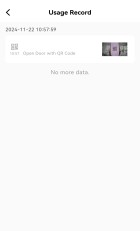 Usage Record
2024-11-22 10:57:59
Open Door with QR Code
No more data.